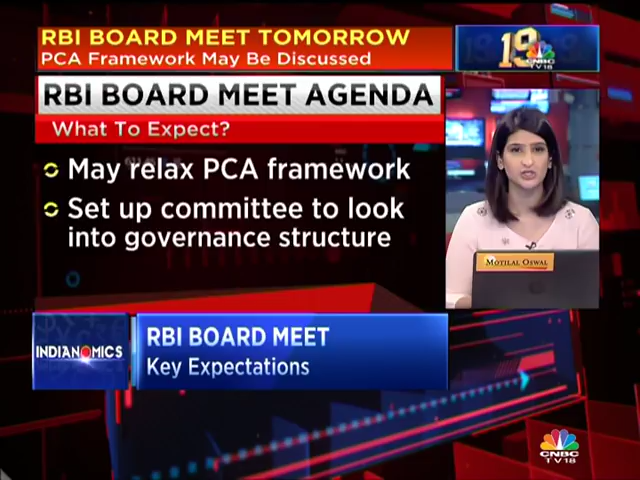 RBI BOARD MEET TOMORROW
PCA Framework May Be Discussed
19
CNBC
TV18
RBI BOARD MEET AGENDA
What To Expect?
May relax PCA framework
Set up committee to look
into governance structure
MOTILAL OSWAL
INDIANOMICS
RBI BOARD MEET
Key Expectations
CNBC
TV18